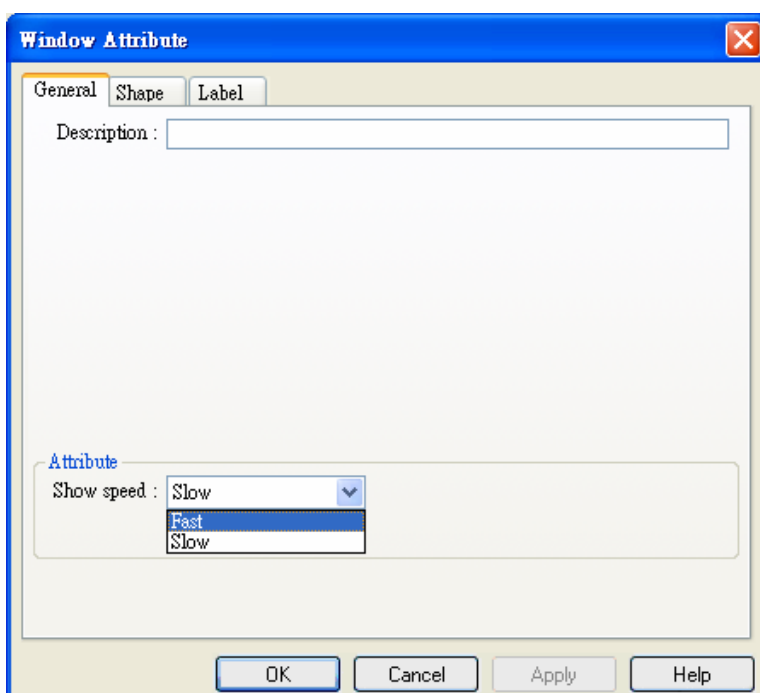 Window Attribute
General Shape Label
Description :
Attribute
Show speed : Slow
Fast
Slow
OK Cancel Apply Help